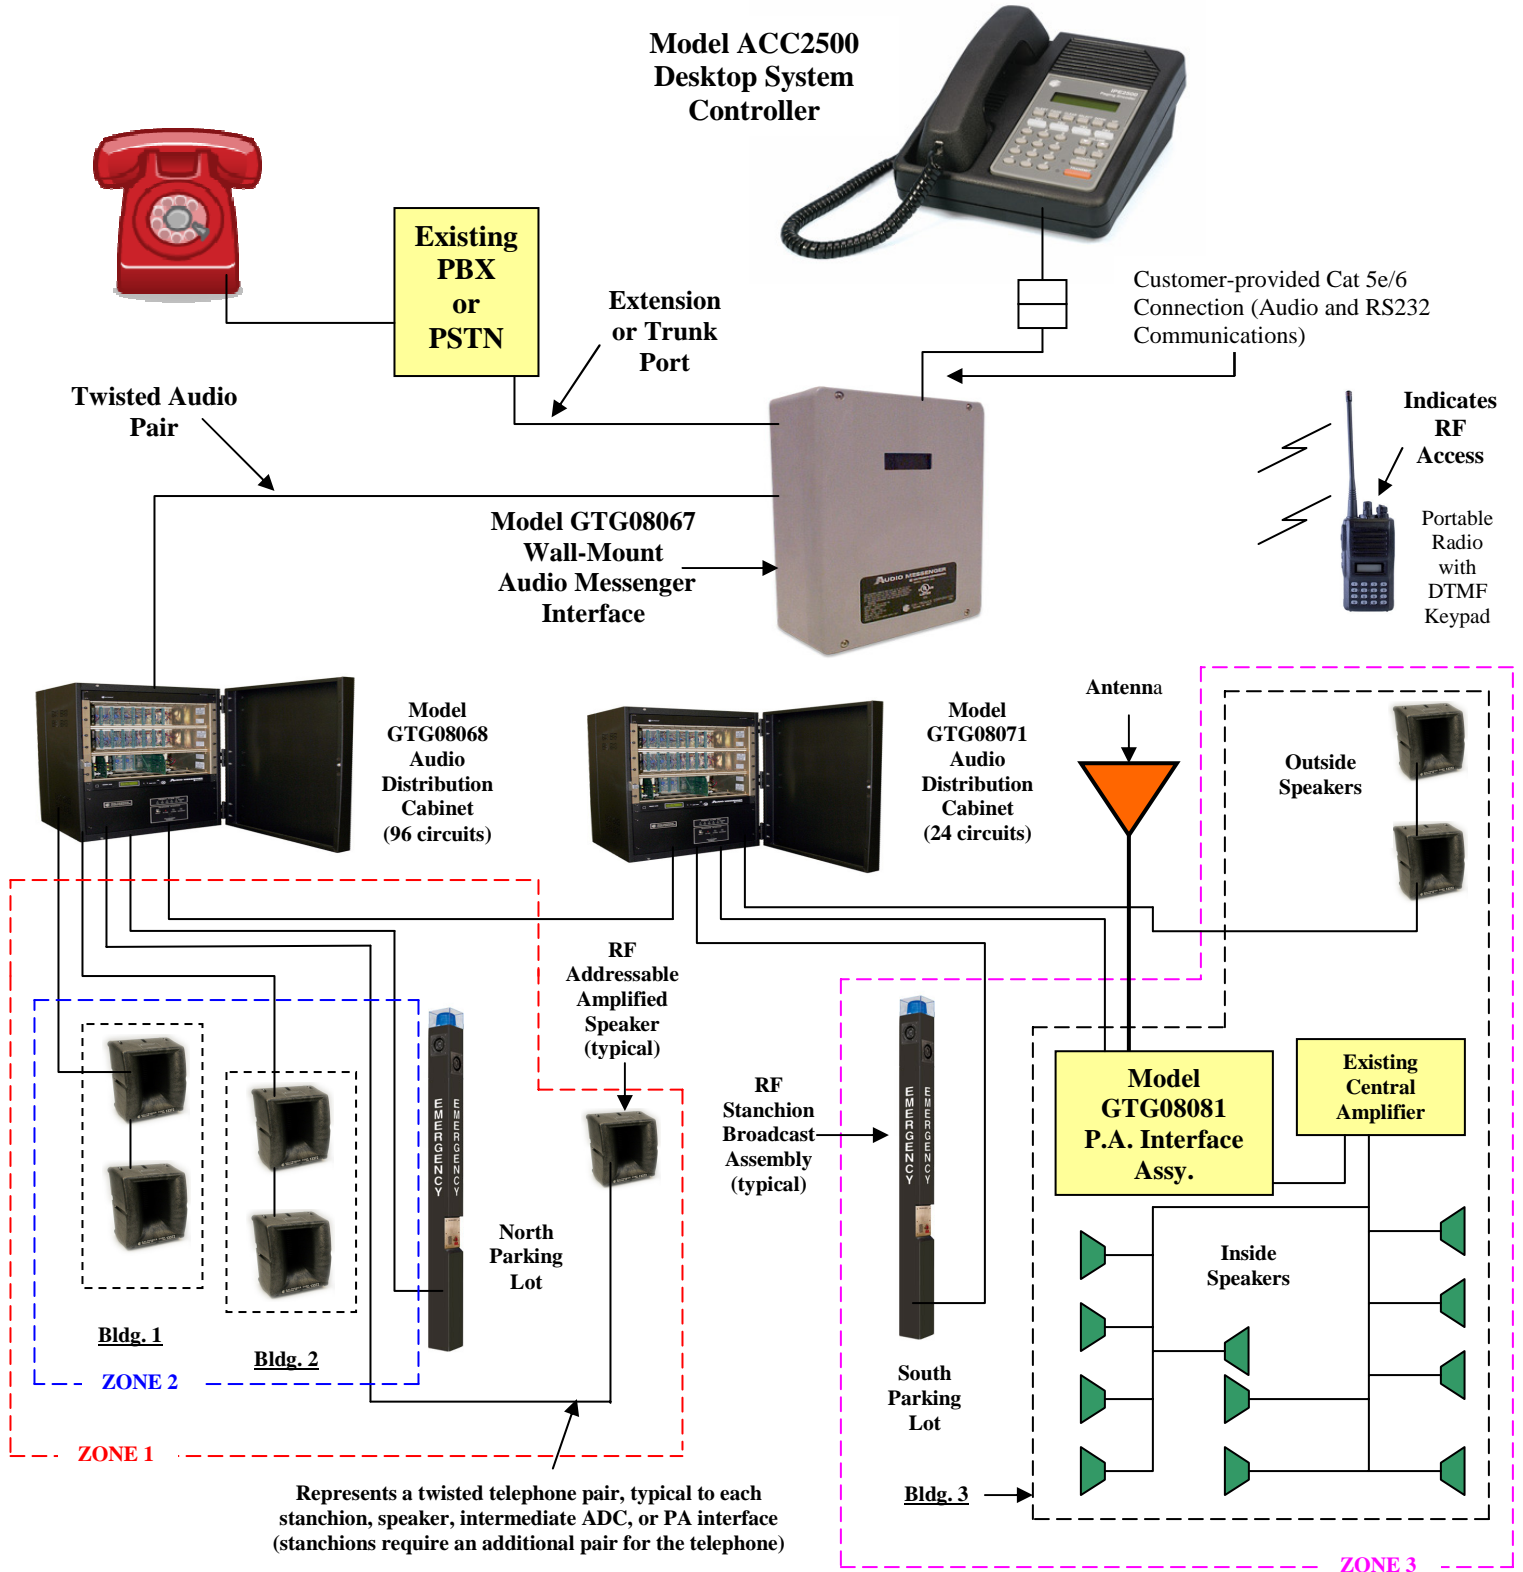 Model ACC2500
Desktop System
Controller
IPE2500
Existing
PBX
or
PSTN
Extension
or Trunk
Port
Customer-provided Cat 5e/6
Connection (Audio and RS232
Communications)
Twisted Audio
Pair
Indicates
RF
Access
Portable
Radio
with
DTMF
Keypad
Model GTG08067
Wall-Mount
Audio Messenger
Interface
AUDIO MESSENGER
Model
GTG08068
Audio
Distribution
Cabinet
(96 circuits)
Model
GTG08071
Audio
Distribution
Cabinet
(24 circuits)
Antenna
Outside
Speakers
RF
Addressable
Amplified
Speaker
(typical)
EMERGENCY
EMERGENCY
North
Parking
Lot
Bldg. 1
Bldg. 2
ZONE 2
ZONE 1
RF
Stanchion
Broadcast
Assembly
(typical)
EMERGENCY
EMERGENCY
South
Parking
Lot
Model
GTG08081
P.A. Interface
Assy.
Existing
Central
Amplifier
Inside
Speakers
Bldg. 3
ZONE 3
Represents a twisted telephone pair, typical to each
stanchion, speaker, intermediate ADC, or PA interface
(stanchions require an additional pair for the telephone)